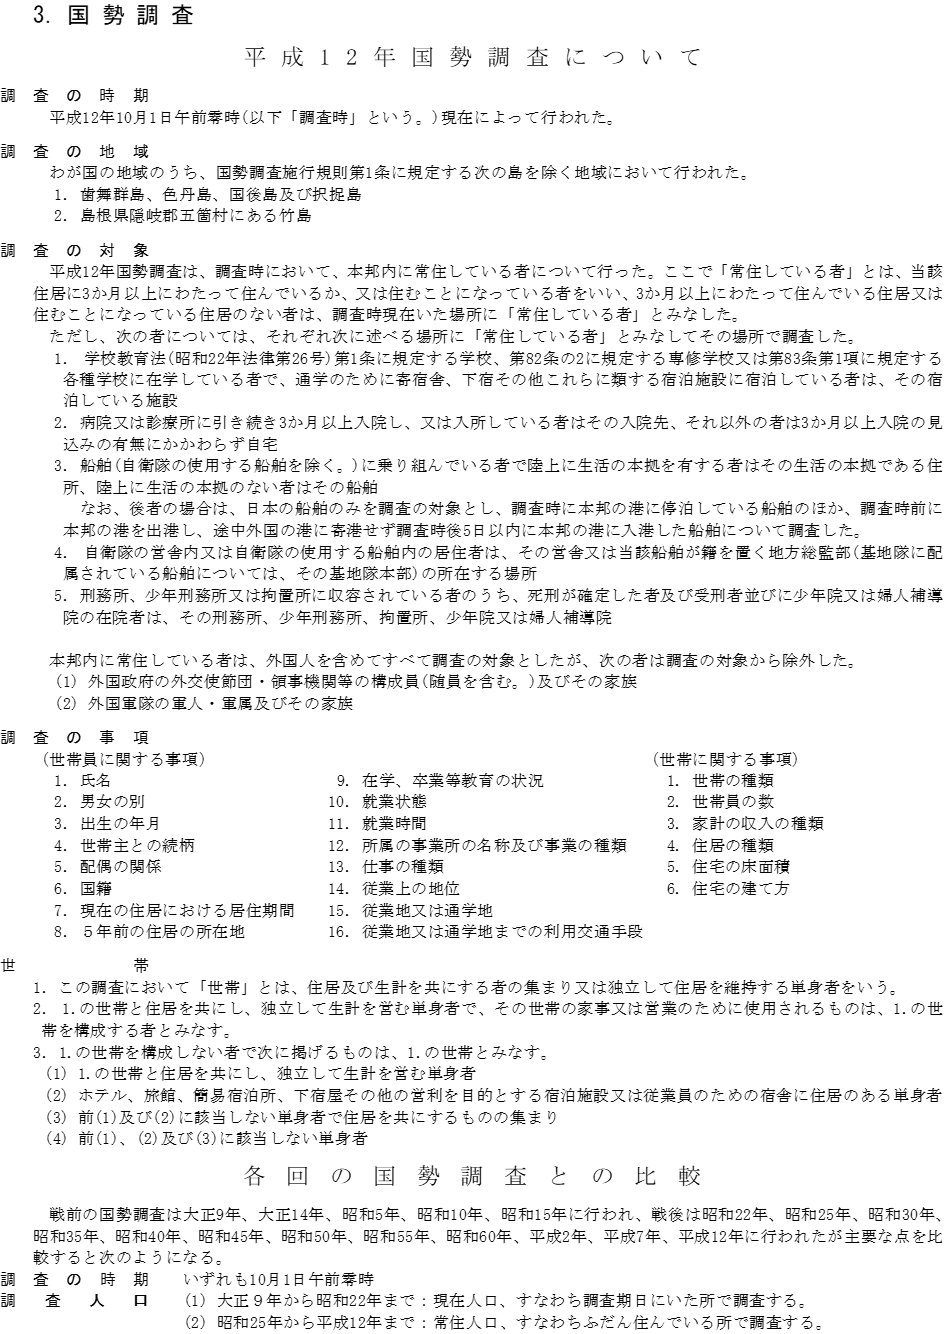 3. 国 勢 調 査
平 成 １ ２ 年 国 勢 調 査 に つ い て
調 査 の 時 期
平成12年10月1日午前零時(以下「調査時」という。)現在によって行われた。
調 査 の 地 域
わが国の地域のうち、国勢調査施行規則第1条に規定する次の島を除く地域において行われた。
1. 歯舞群島、色丹島、国後島及び択捉島
2. 島根県隠岐郡五箇村にある竹島
調 査 の 対 象
平成12年国勢調査は、調査時において、本邦内に常住している者について行った。ここで「常住している者」とは、当該
住居に3か月以上にわたって住んでいるか、又は住むことになっている者をいい、3か月以上にわたって住んでいる住居又は
住むことになっている住居のない者は、調査時現在いた場所に「常住している者」とみなした。
ただし、次の者については、それぞれ次に述べる場所に「常住している者」とみなしてその場所で調査した。
1. 学校教育法(昭和22年法律第26号)第1条に規定する学校、第82条の2に規定する専修学校又は第83条第1項に規定する
各種学校に在学している者で、通学のために寄宿舎、下宿その他これらに類する宿泊施設に宿泊している者は、その宿
泊している施設
2. 病院又は診療所に引き続き3か月以上入院し、又は入所している者はその入院先、それ以外の者は3か月以上入院の見
込みの有無にかかわらず自宅
3. 船舶(自衛隊の使用する船舶を除く。)に乗り組んでいる者で陸上に生活の本拠を有する者はその生活の本拠である住
所、陸上に生活の本拠のない者はその船舶
なお、後者の場合は、日本の船舶のみを調査の対象とし、調査時に本邦の港に停泊している船舶のほか、調査時前に
本邦の港を出港し、途中外国の港に寄港せず調査時後5日以内に本邦の港に入港した船舶について調査した。
4. 自衛隊の営舎内又は自衛隊の使用する船舶内の居住者は、その営舎又は当該船舶が籍を置く地方総監部(基地隊に配
属されている船舶については、その基地隊本部)の所在する場所
5. 刑務所、少年刑務所又は拘置所に収容されている者のうち、死刑が確定した者及び受刑者並びに少年院又は婦人補導
院の在院者は、その刑務所、少年刑務所、拘置所、少年院又は婦人補導院
本邦内に常住している者は、外国人を含めてすべて調査の対象としたが、次の者は調査の対象から除外した。
(1) 外国政府の外交使節団・領事機関等の構成員(随員を含む。)及びその家族
(2) 外国軍隊の軍人・軍属及びその家族
調 査 の 事 項
(世帯員に関する事項) (世帯に関する事項)
1. 氏名 9. 在学、卒業等教育の状況 1. 世帯の種類
2. 男女の別 10. 就業状態 2. 世帯員の数
3. 出生の年月 11. 就業時間 3. 家計の収入の種類
4. 世帯主との続柄 12. 所属の事業所の名称及び事業の種類 4. 住居の種類
5. 配偶の関係 13. 仕事の種類 5. 住宅の床面積
6. 国籍 14. 従業上の地位 6. 住宅の建て方
7. 現在の住居における居住期間 15. 従業地又は通学地
8. ５年前の住居の所在地 16. 従業地又は通学地までの利用交通手段
世 帯
1. この調査において「世帯」とは、住居及び生計を共にする者の集まり又は独立して住居を維持する単身者をいう。
2. 1.の世帯と住居を共にし、独立して生計を営む単身者で、その世帯の家事又は営業のために使用されるものは、1.の世
帯を構成する者とみなす。
3. 1.の世帯を構成しない者で次に掲げるものは、1.の世帯とみなす。
(1) 1.の世帯と住居を共にし、独立して生計を営む単身者
(2) ホテル、旅館、簡易宿泊所、下宿屋その他の営利を目的とする宿泊施設又は従業員のための宿舎に住居のある単身者
(3) 前(1)及び(2)に該当しない単身者で住居を共にするものの集まり
(4) 前(1)、(2)及び(3)に該当しない単身者
各 回 の 国 勢 調 査 と の 比 較
戦前の国勢調査は大正9年、大正14年、昭和5年、昭和10年、昭和15年に行われ、戦後は昭和22年、昭和25年、昭和30年、
昭和35年、昭和40年、昭和45年、昭和50年、昭和55年、昭和60年、平成2年、平成7年、平成12年に行われたが主要な点を比
較すると次のようになる。
調 査 の 時 期 いずれも10月1日午前零時
調 査 人 口 (1) 大正９年から昭和22年まで：現在人口、すなわち調査期日にいた所で調査する。
(2) 昭和25年から平成12年まで：常住人口、すなわちふだん住んでいる所で調査する。